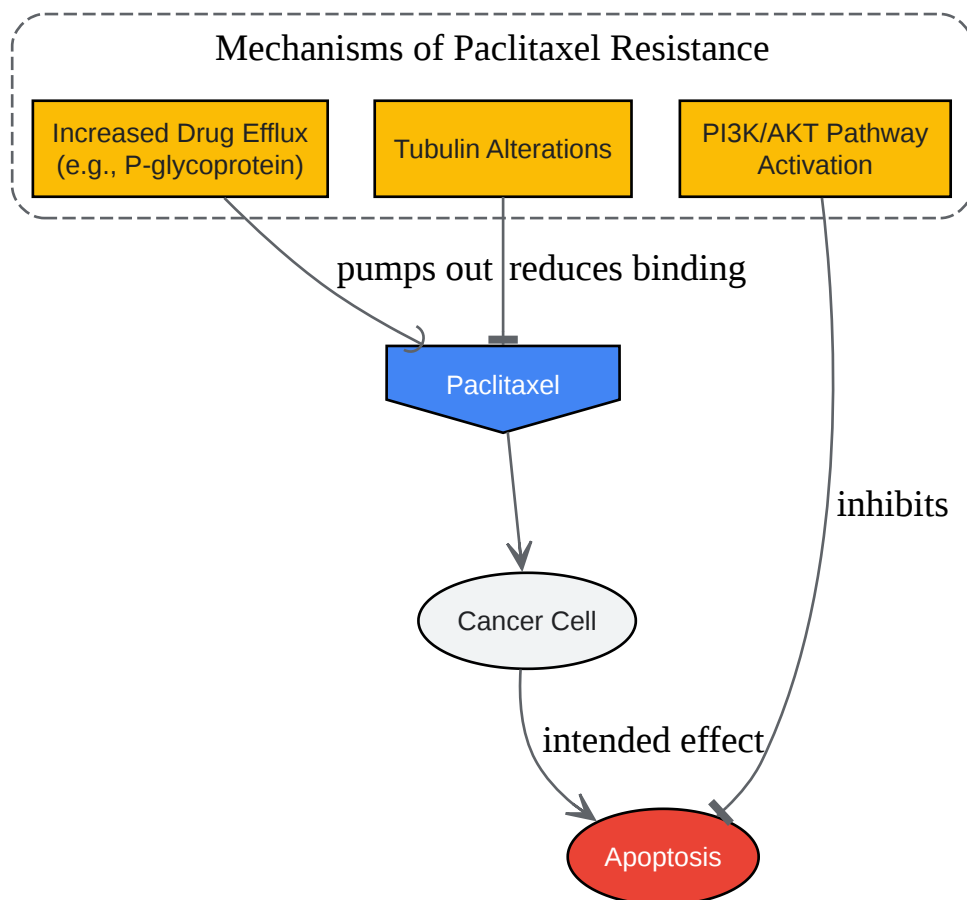 Mechanisms of Paclitaxel Resistance
Increased Drug Efflux
(e.g., P-glycoprotein)
Tubulin Alterations
PI3K/AKT Pathway
Activation
pumps out
reduces binding
Paclitaxel
inhibits
Cancer Cell
intended effect
Apoptosis